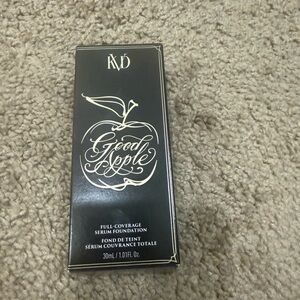 KVD
Good
Apple
FULL-COVERAGE
SERUM FOUNDATION
FOND DE TEINT
SÉRUM COUVRANCE TOTALE
30mL / 1.01Fl. Oz.